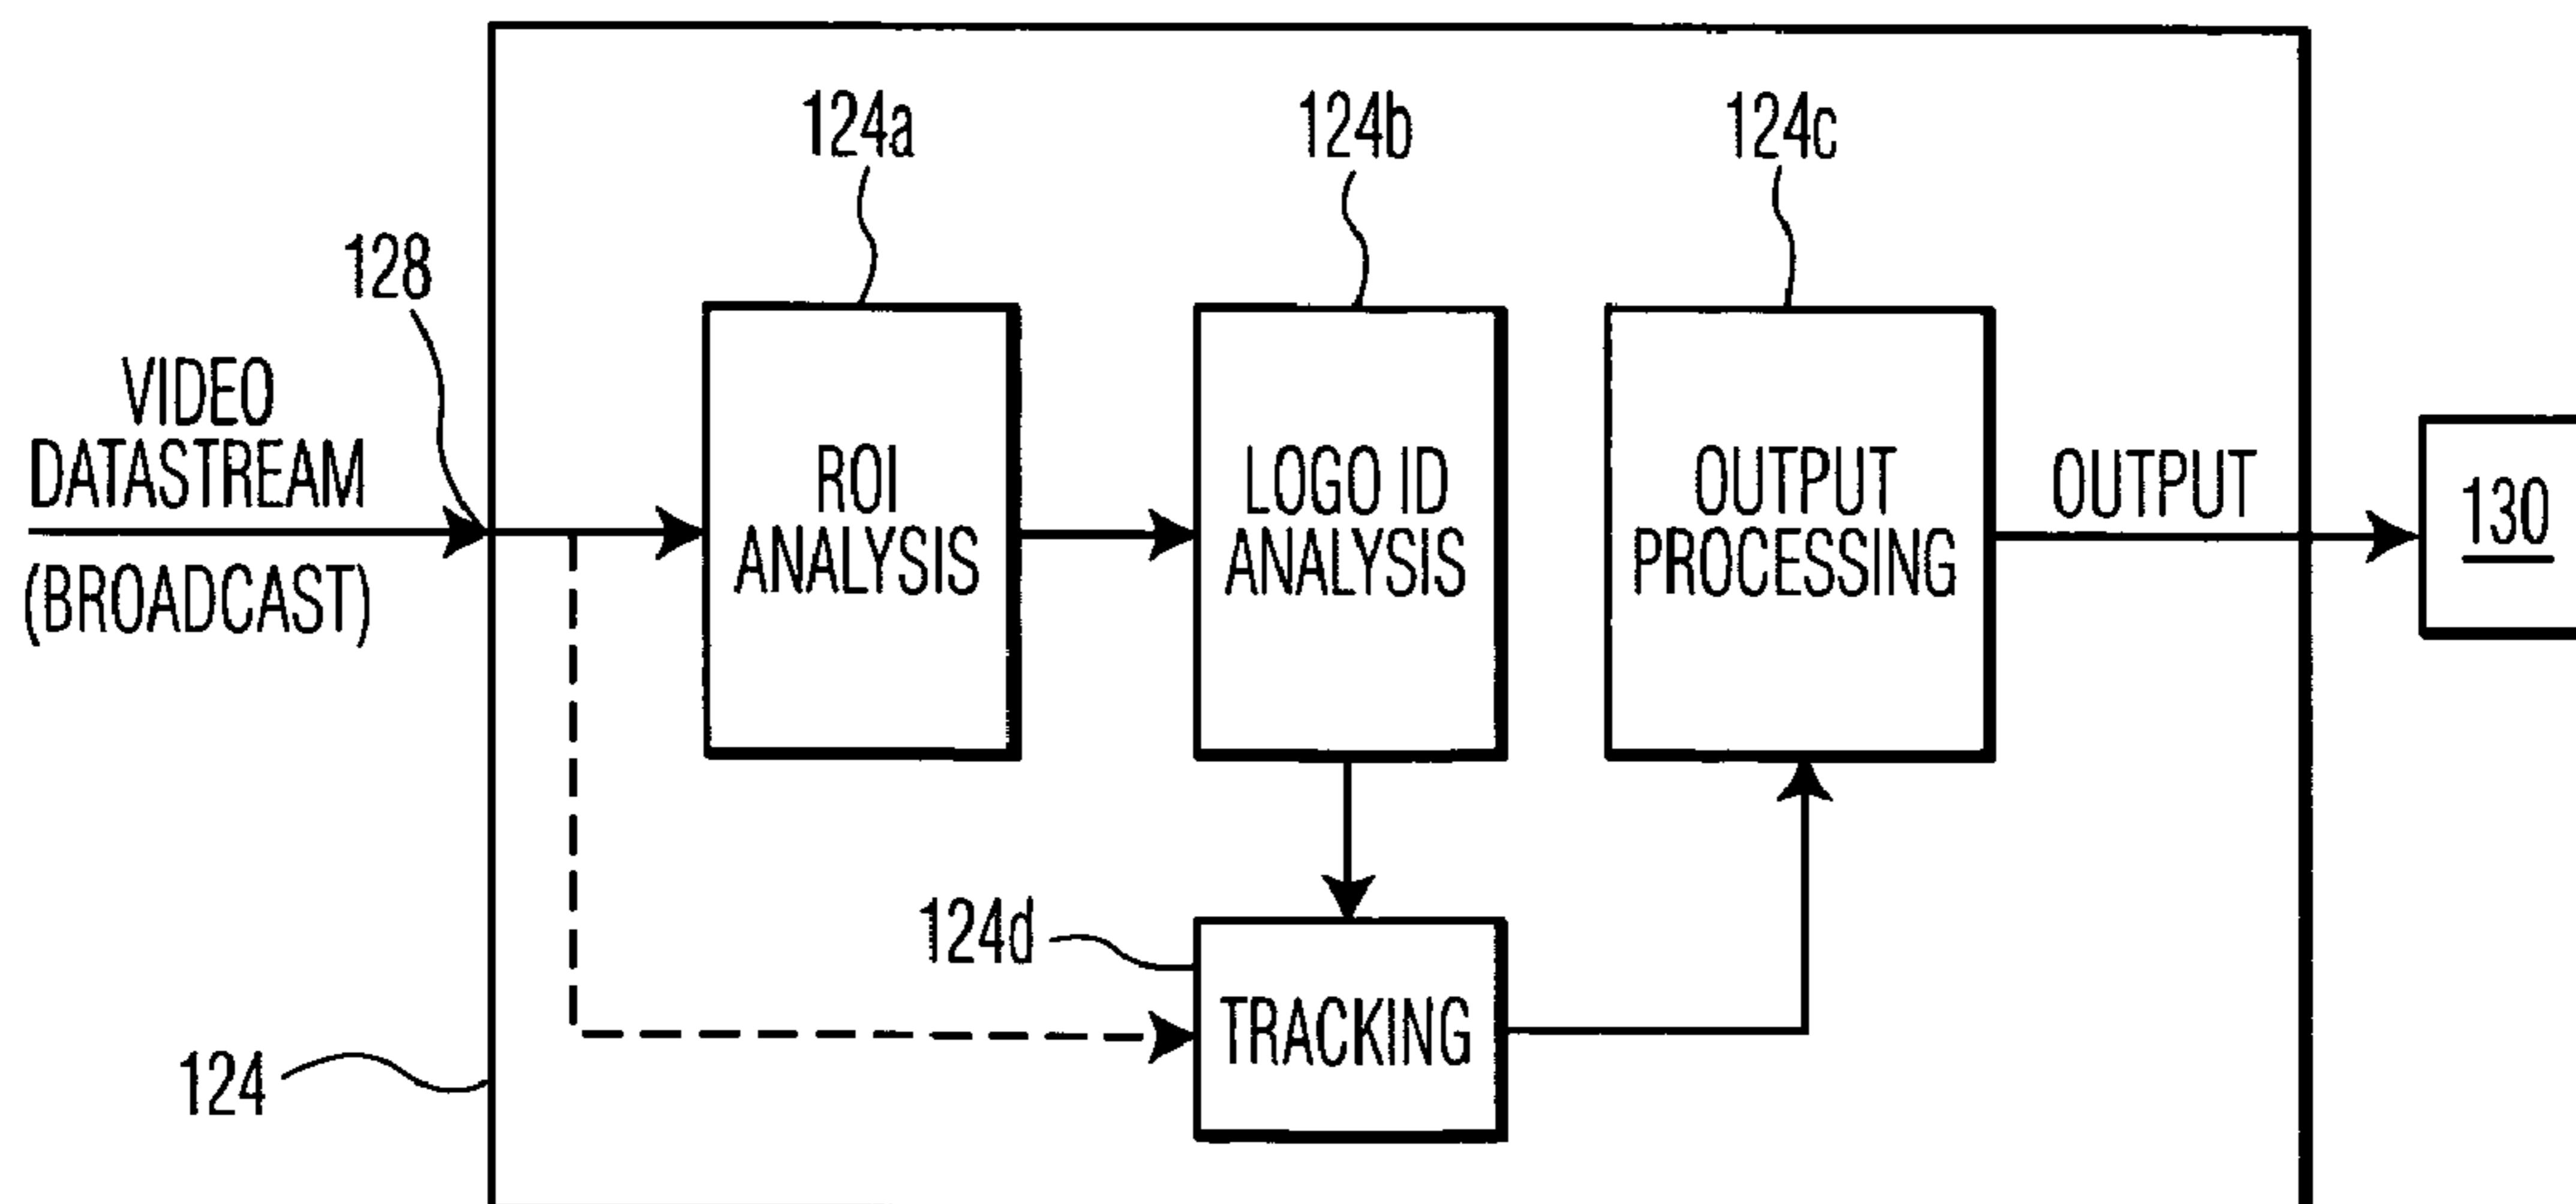 124a
124b
124c
128
VIDEO
DATASTREAM
(BROADCAST)
ROI
ANALYSIS
LOGO ID
ANALYSIS
OUTPUT
PROCESSING
OUTPUT
130
124d
TRACKING
124